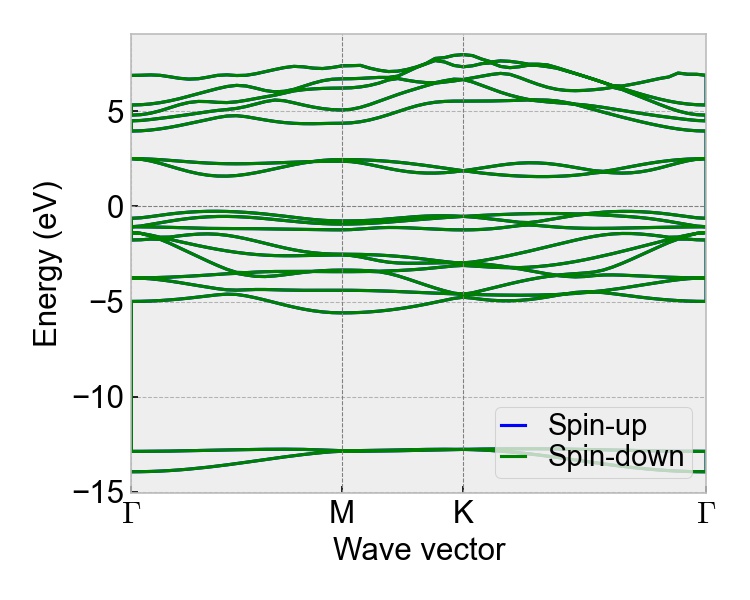 Energy (eV)
5
0
−5
−10
−15
Spin-up
Spin-down
Γ M K Γ
Wave vector